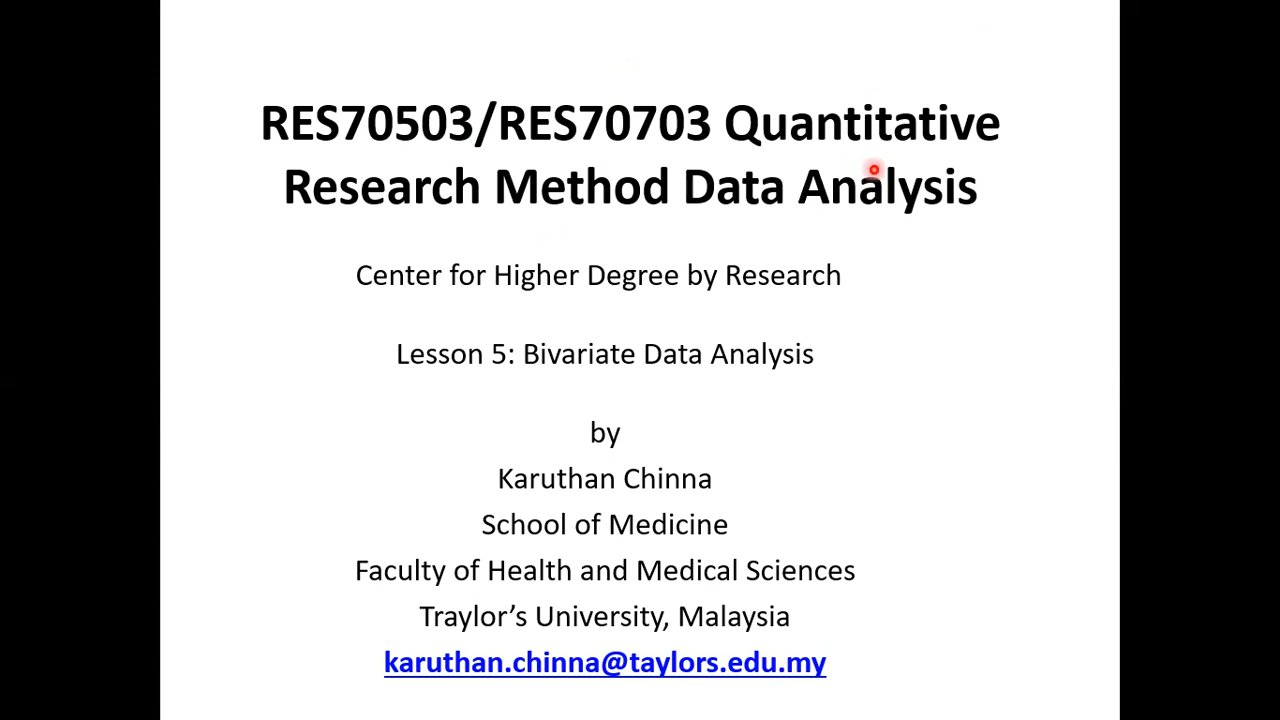 RES70503/RES70703 Quantitative
Research Method Data Analysis
Center for Higher Degree by Research
Lesson 5: Bivariate Data Analysis
by
Karuthan Chinna
School of Medicine
Faculty of Health and Medical Sciences
Traylor’s University, Malaysia
karuthan.chinna@taylors.edu.my